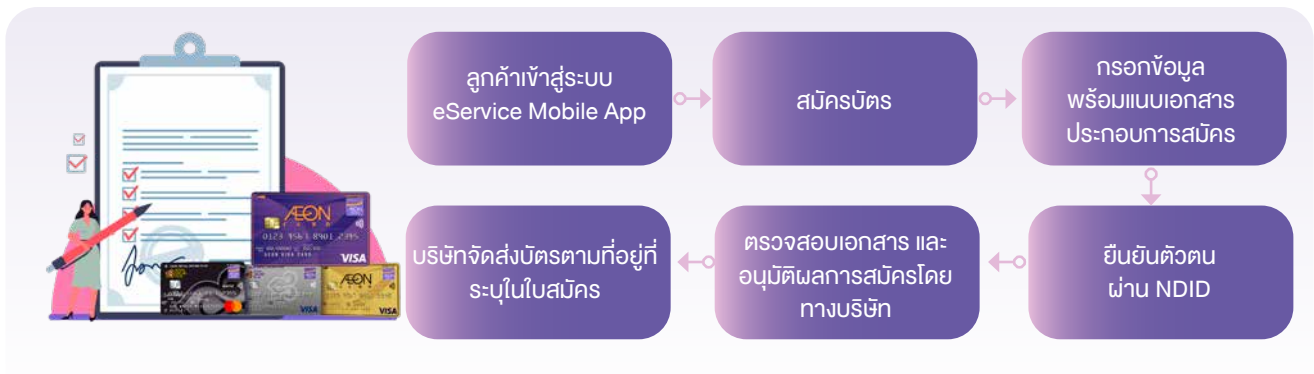 ลูกค้าเข้าสู่ระบบ
eService Mobile App
สมัครบัตร
กรอกข้อมูล
พร้อมแนบเอกสาร
ประกอบการสมัคร
ยืนยันตัวตน
ผ่าน NDID
ตรวจสอบเอกสาร และ
อนุมัติผลการสมัครโดย
ทางบริษัท
บริษัทจัดส่งบัตรตามที่อยู่ที่
ระบุในใบสมัคร
AEON
0123 4567 8901 2345
VISA
AEON
VISA
VISA